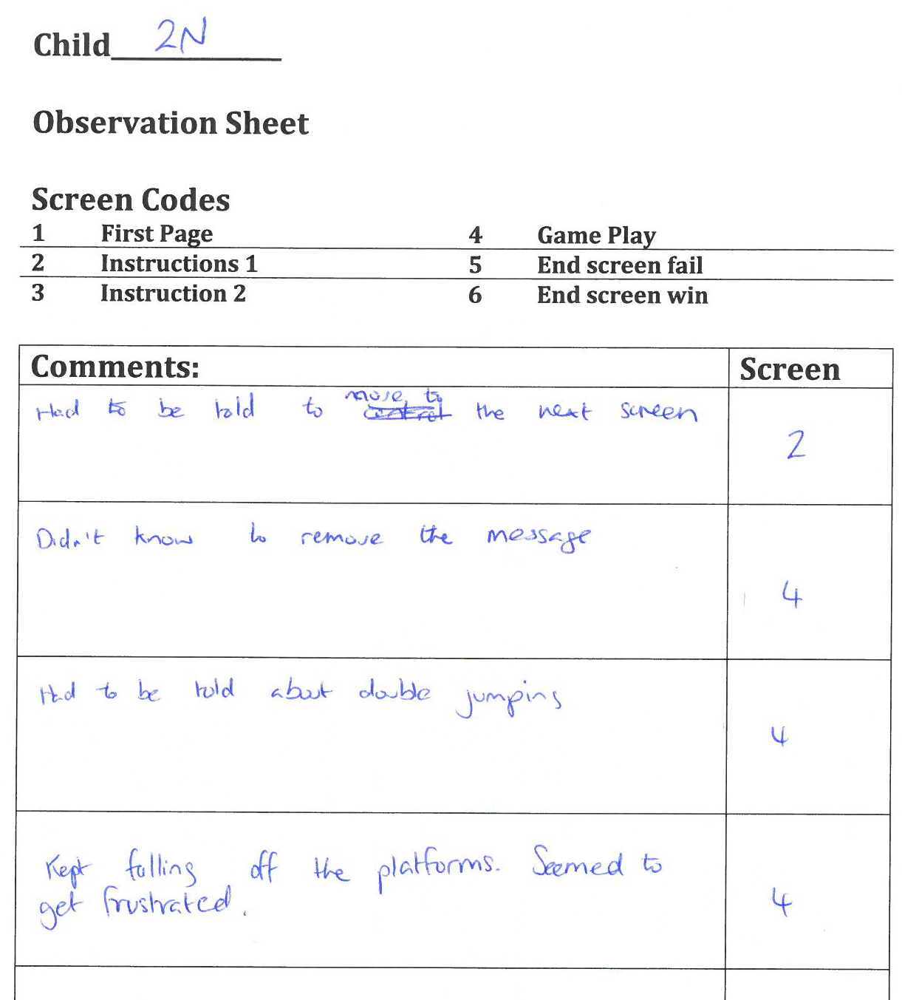 Child 2N
Observation Sheet
Screen Codes
1 First Page 4 Game Play
2 Instructions 1 5 End screen fail
3 Instruction 2 6 End screen win
Comments: Screen
Had to be told to move to the next screen 2
Didn't know to remove the message 4
Had to be told about double jumping 4
Kept falling off the platforms. Seemed to
get frustrated. 4